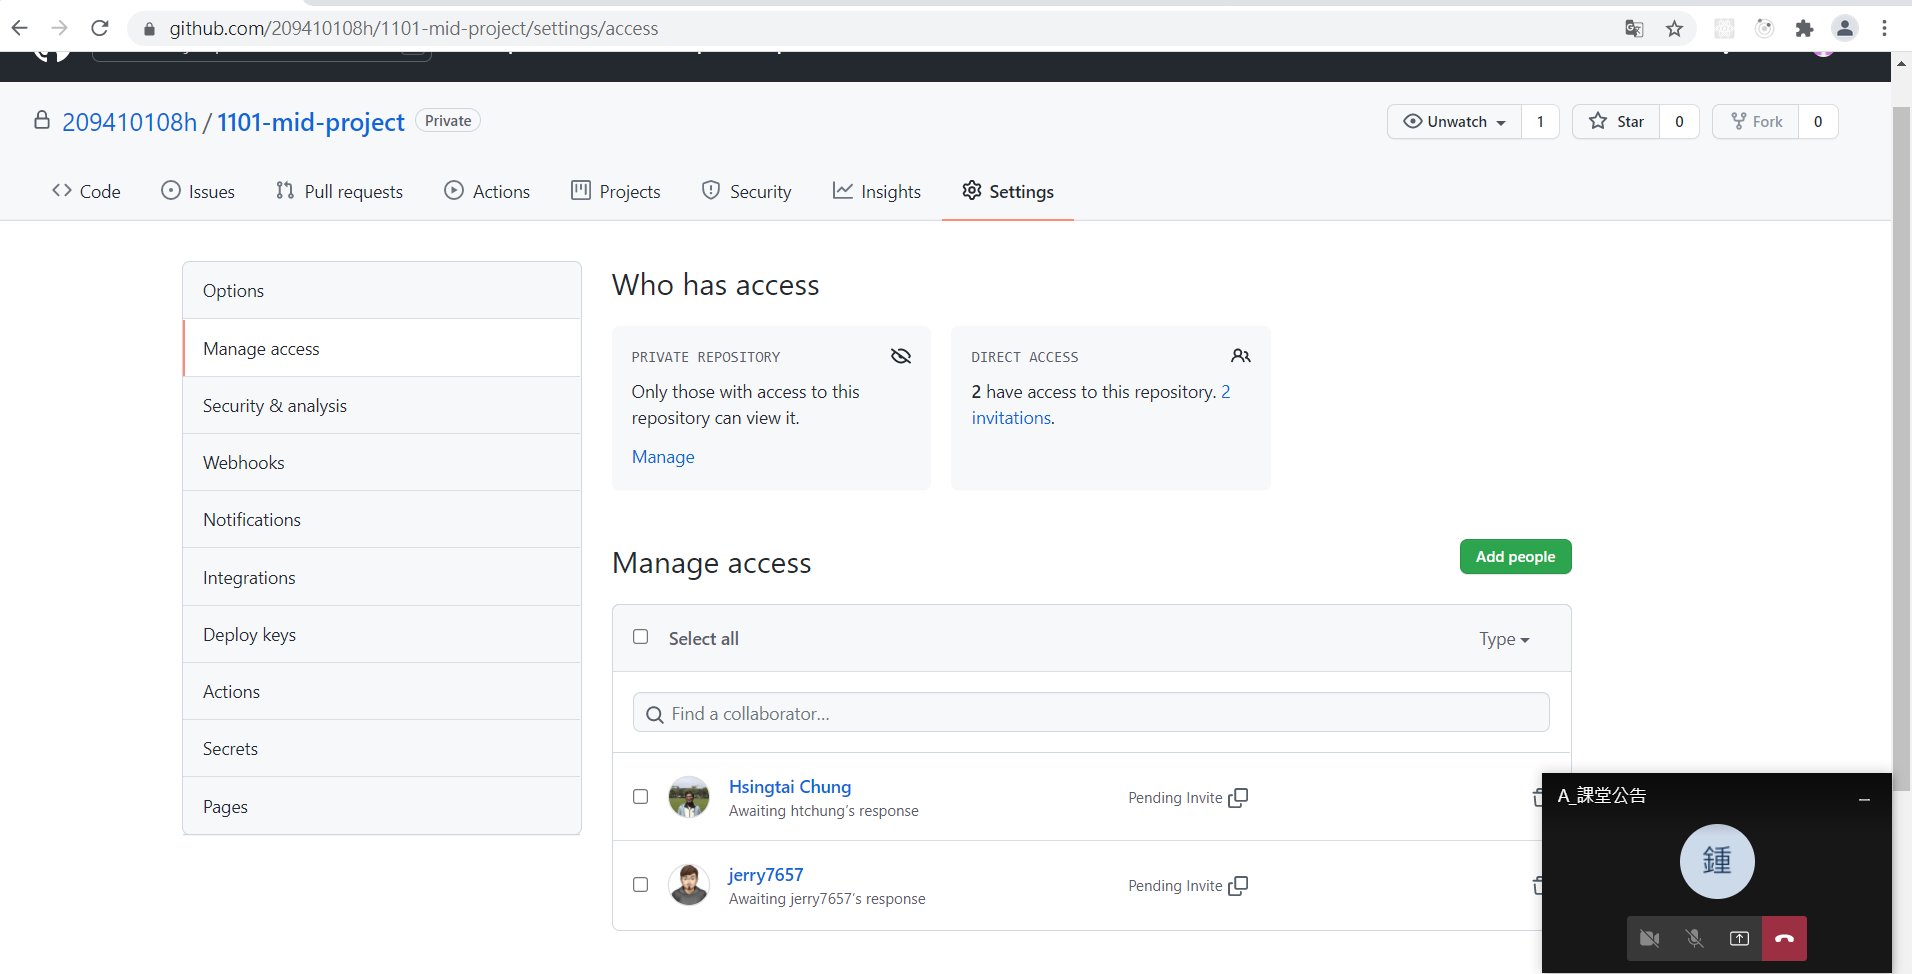 github.com/209410108h/1101-mid-project/settings/access
209410108h / 1101-mid-project Private
Unwatch 1 Star 0 Fork 0
Code Issues Pull requests Actions Projects Security Insights Settings
Options
Manage access
Security & analysis
Webhooks
Notifications
Integrations
Deploy keys
Actions
Secrets
Pages
Who has access
PRIVATE REPOSITORY
Only those with access to this
repository can view it.
Manage
DIRECT ACCESS
2 have access to this repository. 2
invitations.
Manage access
Add people
Select all Type
Find a collaborator...
Hsingtai Chung
Awaiting htchung's response
Pending Invite
jerry7657
Awaiting jerry7657's response
Pending Invite
A_課堂公告
鍾